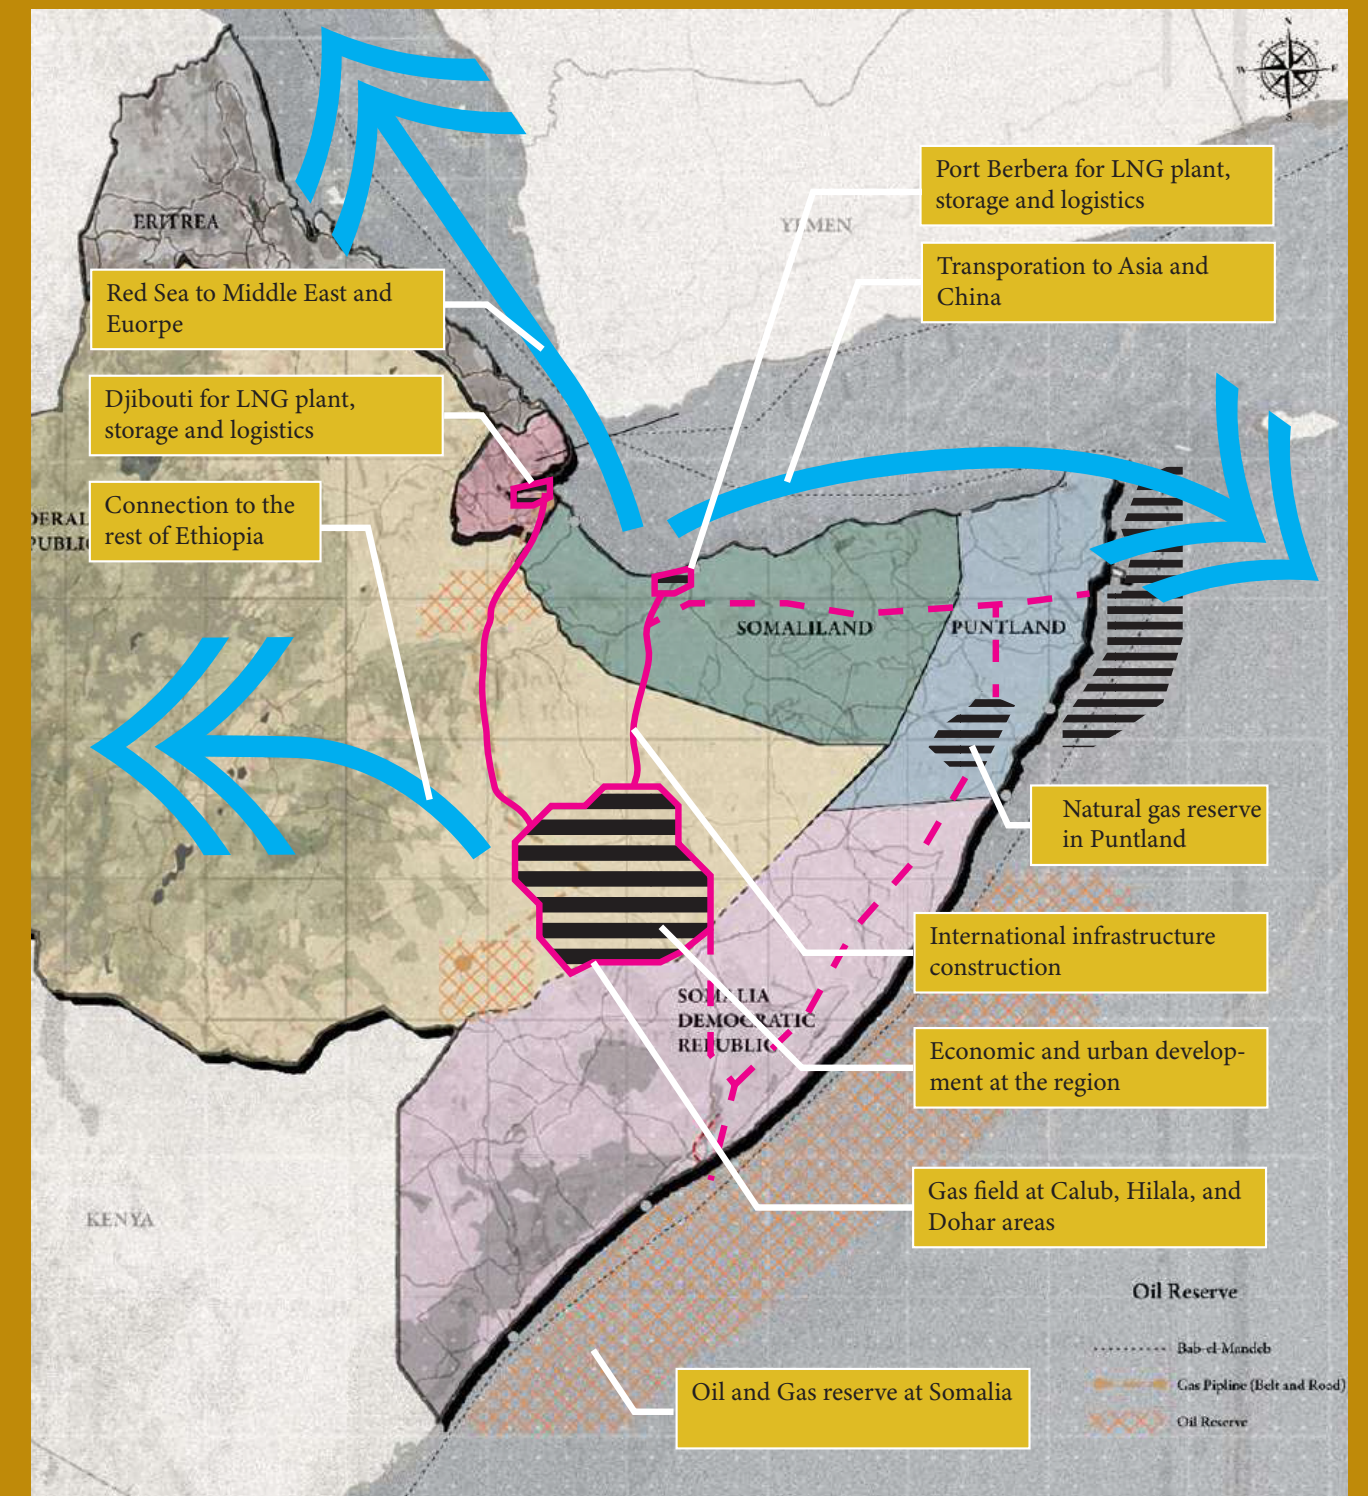 N
W
E
S
Port Berbera for LNG plant,
storage and logistics
YEMEN
ERITREA
Transporation to Asia and
China
Red Sea to Middle East and
Euorpe
Djibouti for LNG plant,
storage and logistics
Connection to the
rest of Ethiopia
DERAL
PUBLIC
SOMALILAND
PUNTLAND
Natural gas reserve
in Puntland
International infrastructure
construction
SOMALIA
DEMOCRATIC
REPUBLIC
Economic and urban develop-
ment at the region
Gas field at Calub, Hilala, and
Dohar areas
KENYA
Oil Reserve
Bab-el-Mandeb
Gas Pipline (Belt and Road)
Oil Reserve
Oil and Gas reserve at Somalia